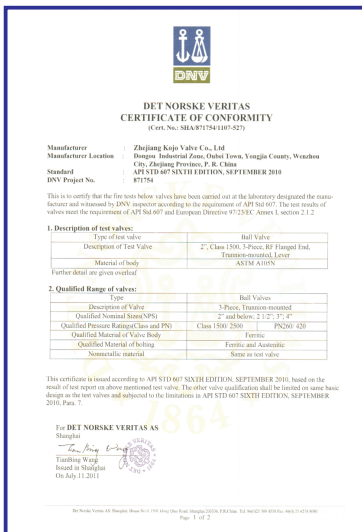 DNV
DET NORSKE VERITAS
CERTIFICATE OF CONFORMITY
(Cert. No.: SHA/871754/1107-527)
Manufacturer : Zhejiang Kojo Valve Co., Ltd
Manufacturer Location : Dongou Industrial Zone, Oubei Town, Yongjia County, Wenzhou
City, Zhejiang Province, P. R. China
Standard : API STD 607 SIXTH EDITION, SEPTEMBER 2010
DNV Project No. : 871754
This is to certify that the fire tests below valves have been carried out at the laboratory designated the manu-
facturer and witnessed by DNV inspector according to the requirement of API Std 607. The test results of
valves meet the requirement of API Std 607 and European Directive 97/23/EC Annex I, section 2.1.2
1. Description of test valves:
Type of test valve Ball Valve
Description of Test Valve 2", Class 1500, 3-Piece, RF Flanged End,
Trunnion-mounted, Lever
Material of body ASTM A105N
Further detail are given overleaf
2. Qualified Range of valves:
Type Ball Valves
Description of Valve 3-Piece, Trunnion-mounted
Qualified Nominal Sizes(NPS) 2" and below, 2 1/2"; 3"; 4"
Qualified Pressure Ratings(Class and PN) Class 1500/ 2500 PN260/ 420
Qualified Material of Valve Body Ferritic
Qualified Material of bolting Ferritic and Austenitic
Nonmetallic material Same as test valve
This certificate is issued according to API STD 607 SIXTH EDITION, SEPTEMBER 2010, based on the
result of test report on above mentioned test valve. The other valve qualification shall be limited on same basic
design as the test valves and subjected to the limitations in API STD 607 SIXTH EDITION, SEPTEMBER
2010, Para. 7.
For DET NORSKE VERITAS AS
Shanghai
TianBing Wang
Issued in Shanghai
On July.11.2011
Page 1 of 2